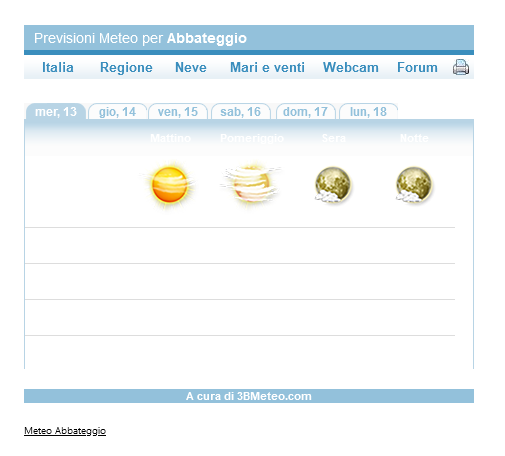 Previsioni Meteo per Abbateggio
Italia Regione Neve Mari e venti Webcam Forum
mer, 13 gio, 14 ven, 15 sab, 16 dom, 17 lun, 18
Mattino Pomeriggio Sera Notte
A cura di 3BMeteo.com
Meteo Abbateggio